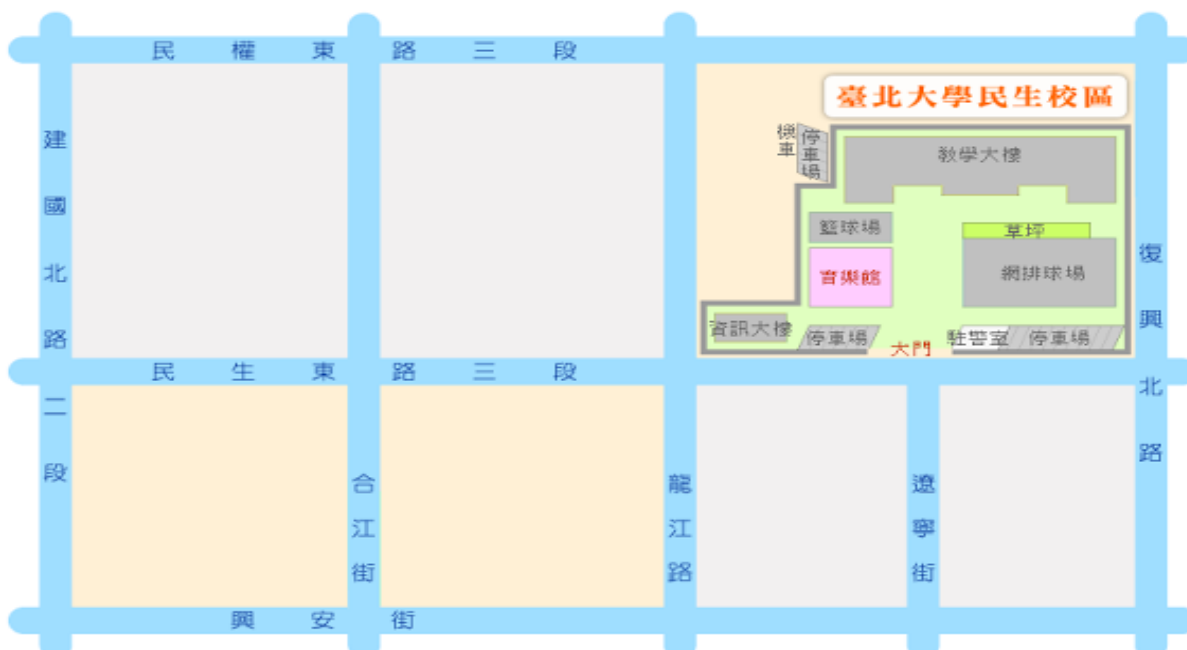 民權東路三段
臺北大學民生校區
機車
停車場
教學大樓
建國北路二段
籃球場
草坪
音樂館
網排球場
復興北路
資訊大樓
停車場
大門
駐警室
停車場
民生東路三段
合江街
龍江路
遼寧街
興安街